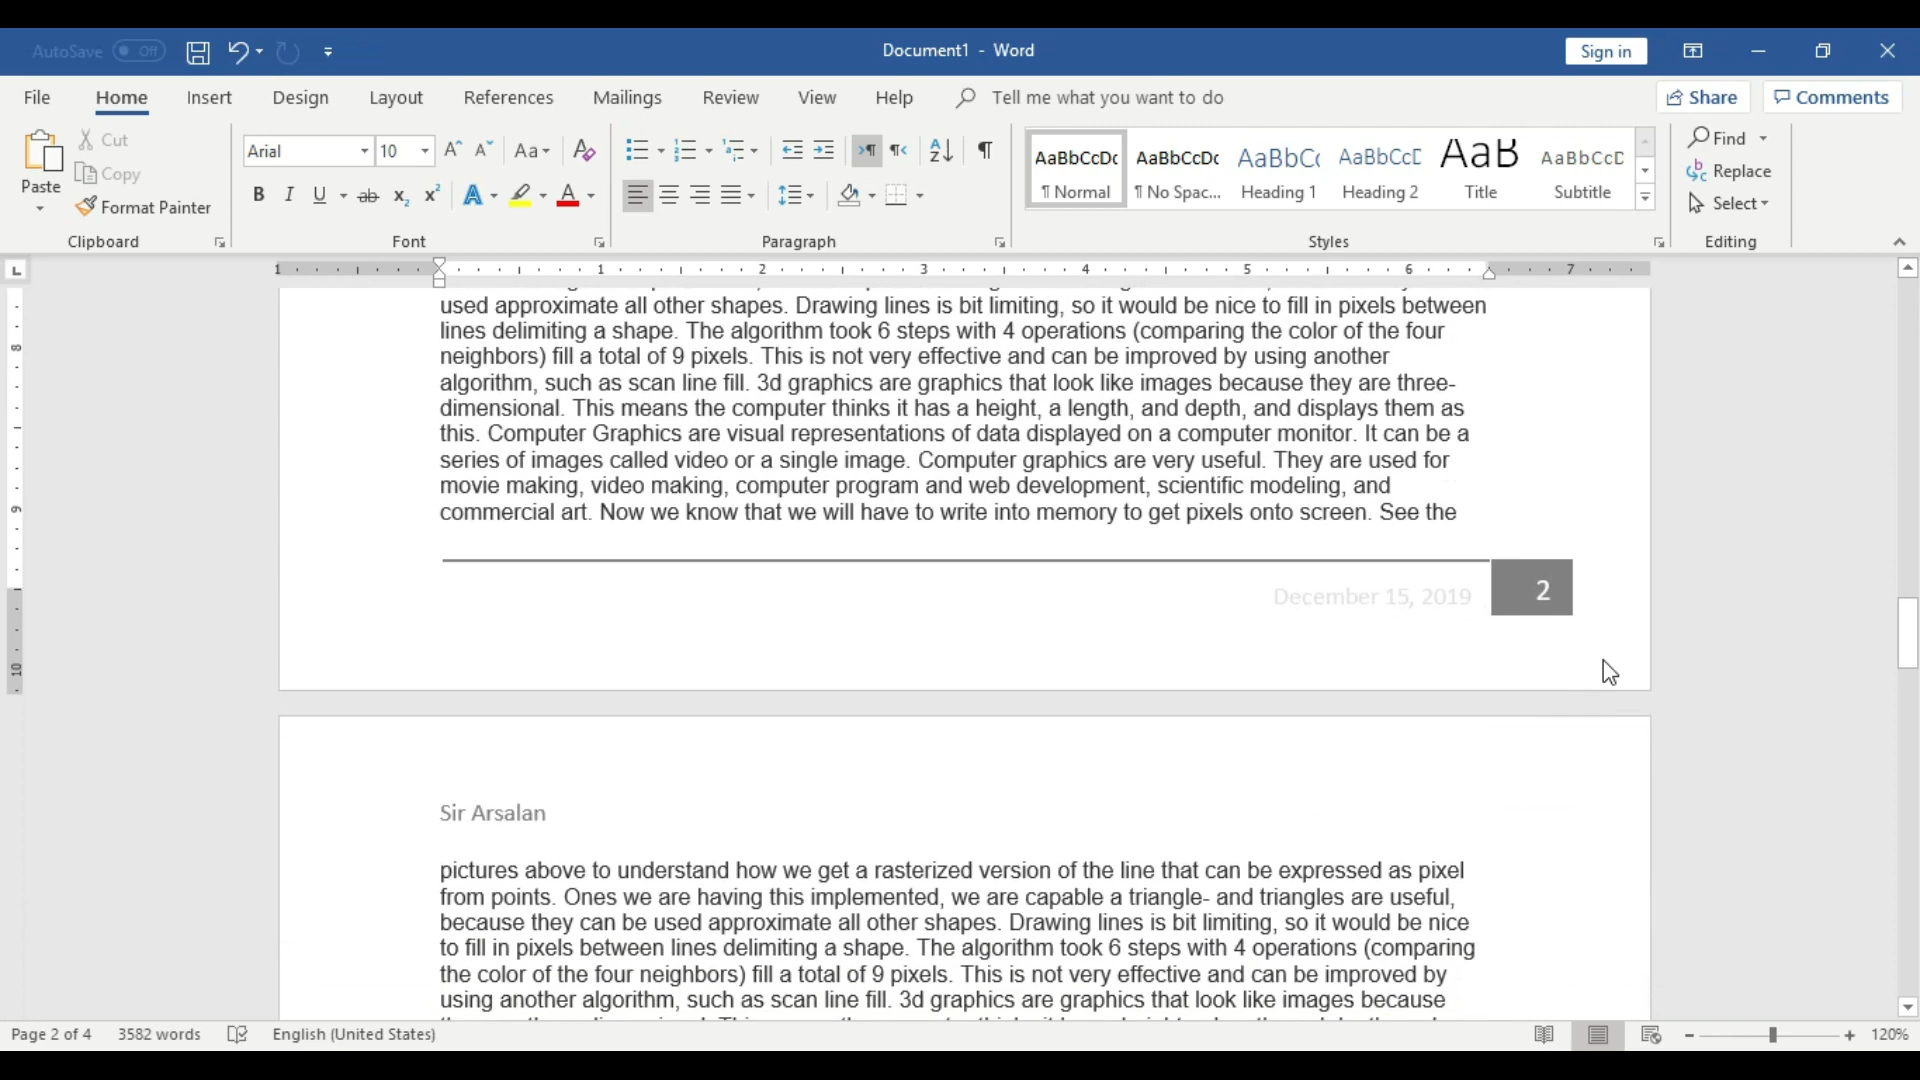 AutoSave Off
Document1 - Word
Sign in
File Home Insert Design Layout References Mailings Review View Help Tell me what you want to do
Share Comments
Paste
Cut
Copy
Format Painter
Clipboard
Arial 10
Font
Paragraph
AaBbCcDc AaBbCcDc AaBbCc AaBbCcD AaB AaBbCcD
¶ Normal ¶ No Spac... Heading 1 Heading 2 Title Subtitle
Styles
Find
Replace
Select
Editing
1 1 2 3 4 5 6 7
8
9
10
used approximate all other shapes. Drawing lines is bit limiting, so it would be nice to fill in pixels between
lines delimiting a shape. The algorithm took 6 steps with 4 operations (comparing the color of the four
neighbors) fill a total of 9 pixels. This is not very effective and can be improved by using another
algorithm, such as scan line fill. 3d graphics are graphics that look like images because they are three-
dimensional. This means the computer thinks it has a height, a length, and depth, and displays them as
this. Computer Graphics are visual representations of data displayed on a computer monitor. It can be a
series of images called video or a single image. Computer graphics are very useful. They are used for
movie making, video making, computer program and web development, scientific modeling, and
commercial art. Now we know that we will have to write into memory to get pixels onto screen. See the
December 15, 2019 2
Sir Arsalan
pictures above to understand how we get a rasterized version of the line that can be expressed as pixel
from points. Ones we are having this implemented, we are capable a triangle- and triangles are useful,
because they can be used approximate all other shapes. Drawing lines is bit limiting, so it would be nice
to fill in pixels between lines delimiting a shape. The algorithm took 6 steps with 4 operations (comparing
the color of the four neighbors) fill a total of 9 pixels. This is not very effective and can be improved by
using another algorithm, such as scan line fill. 3d graphics are graphics that look like images because
Page 2 of 4 3582 words English (United States) 120%